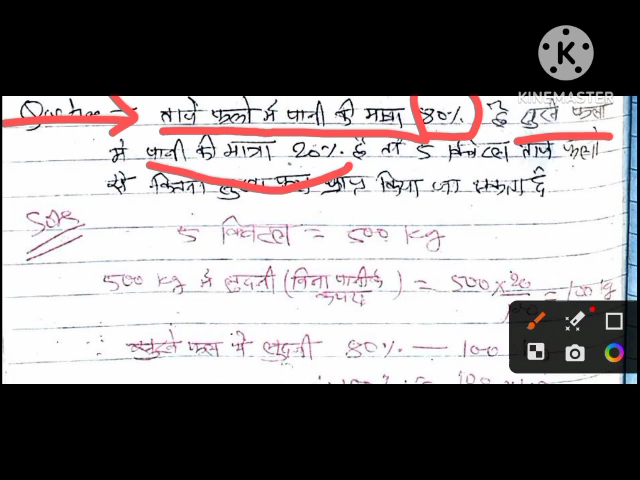 K
KINEMASTER
Question → ताजे फलो में पानी की मात्रा 80% है सुखे फलो
में पानी की मात्रा 20% है तो 5 क्विंटल ताजे फलो
से कितना सुखा फल प्राप्त किया जा सकता है
Sol
5 क्विंटल = 500 kg
500 kg में लुगदी (बिना पानी के = 500×20/100 = 100 kg
सुखे फल में लुगदी 80% — 100